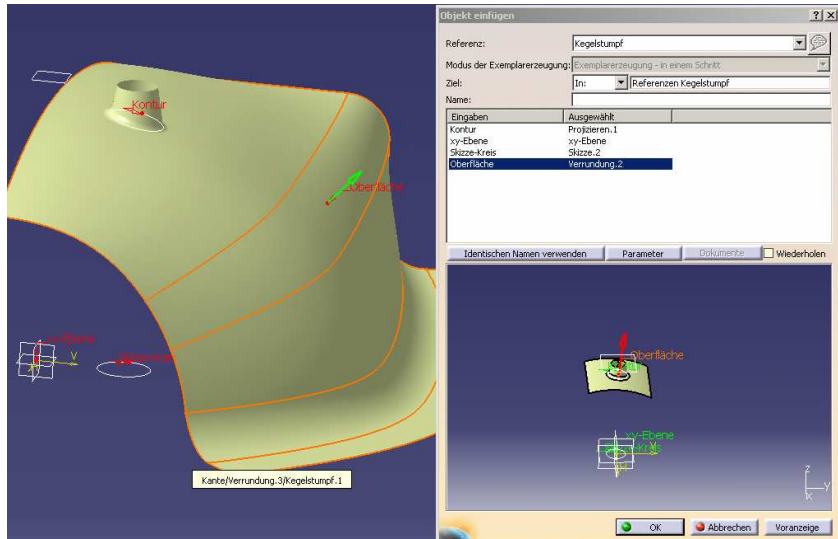 Kontur
Oberfläche
xy-Ebene
V
Kante/Verrundung.3/Kegelstumpf.1
Objekt einfügen
Referenz: Kegelstumpf
Modus der Exemplarerzeugung: Exemplarerzeugung - in einem Schritt
Ziel: In: Referenzen Kegelstumpf
Name:
Eingaben Ausgewählt
Kontur Projizieren.1
xy-Ebene xy-Ebene
Skizze-Kreis Skizze.2
Oberfläche Verrundung.2
Identischen Namen verwenden Parameter Dokumente Wiederholen
Oberfläche
xy-Ebene
z
y
x
OK Abbrechen Voranzeige